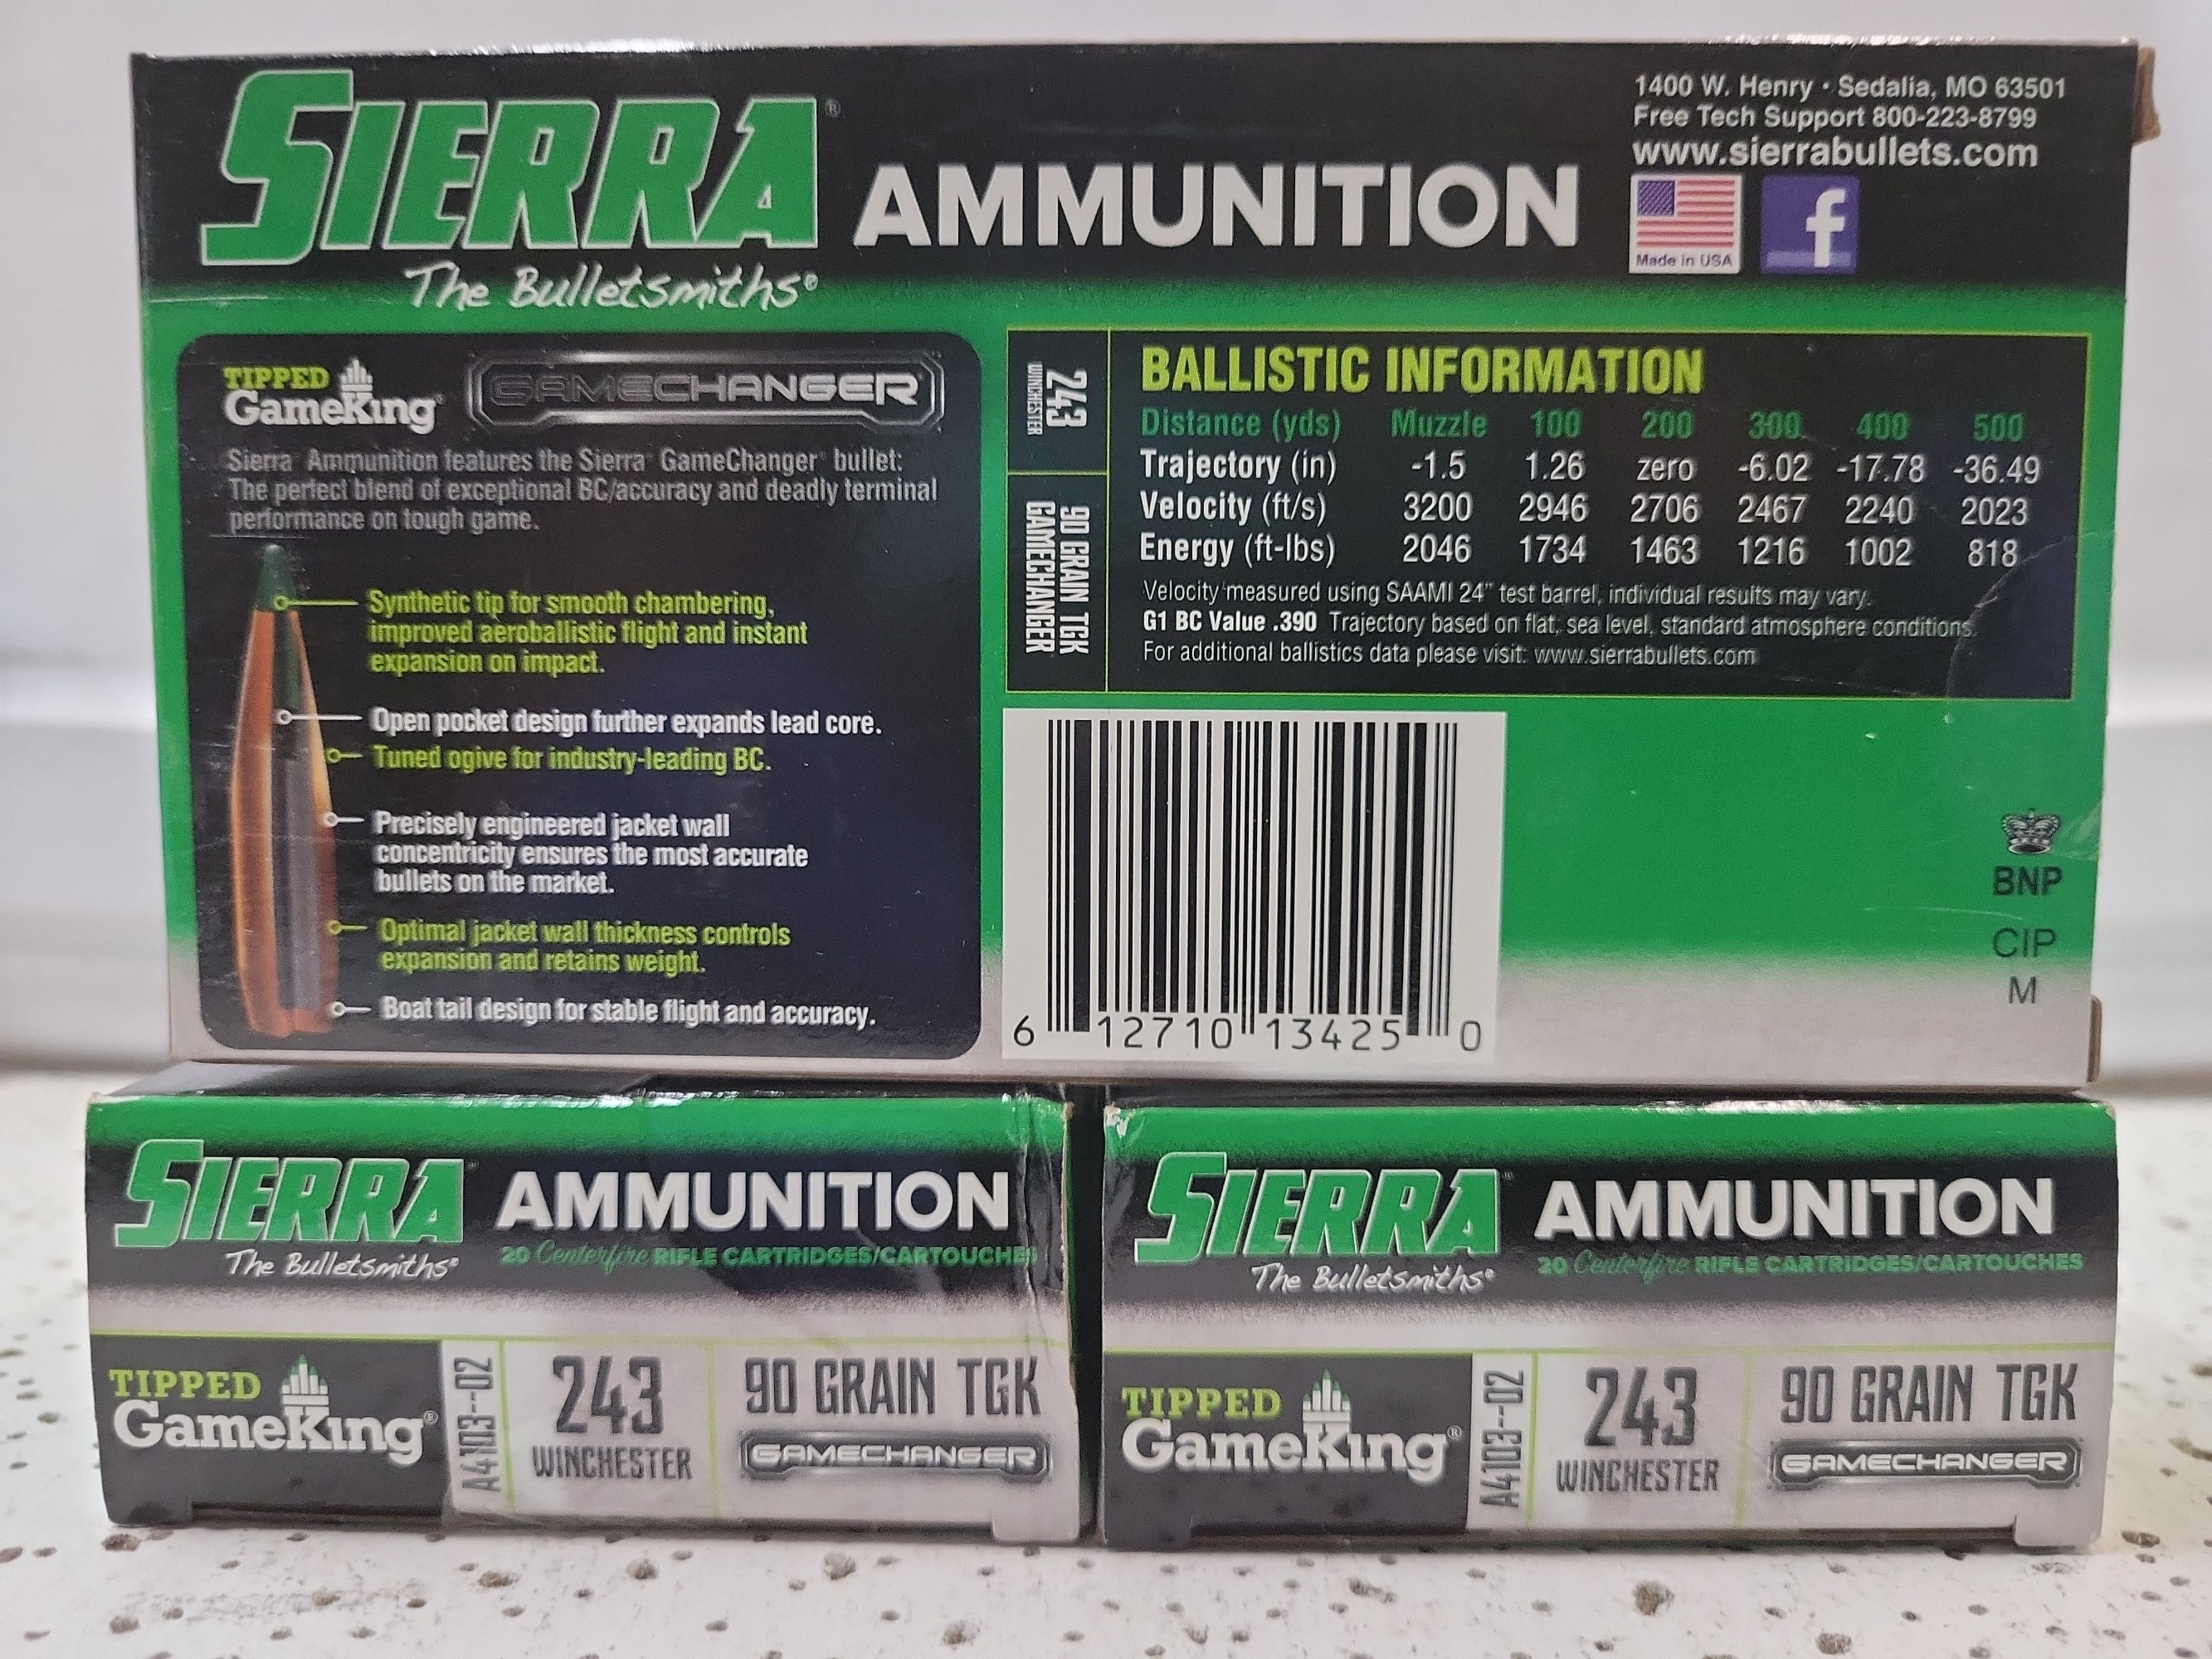 SIERRA®
AMMUNITION
The Bulletsmiths®
1400 W. Henry · Sedalia, MO 63501
Free Tech Support 800-223-8799
www.sierrabullets.com
Made in USA
f
TIPPED
GameKing®
GAMECHANGER
Sierra Ammunition features the Sierra GameChanger bullet:
The perfect blend of exceptional BC/accuracy and deadly terminal
performance on tough game.
Synthetic tip for smooth chambering,
improved aeroballistic flight and instant
expansion on impact.
Open pocket design further expands lead core.
Tuned ogive for industry-leading BC.
Precisely engineered jacket wall
concentricity ensures the most accurate
bullets on the market.
Optimal jacket wall thickness controls
expansion and retains weight.
Boat tail design for stable flight and accuracy.
243
WINCHESTER
90 GRAIN TGK
GAMECHANGER
BALLISTIC INFORMATION
Distance (yds) Muzzle 100 200 300 400 500
Trajectory (in) -1.5 1.26 zero -6.02 -17.78 -36.49
Velocity (ft/s) 3200 2946 2706 2467 2240 2023
Energy (ft-lbs) 2046 1734 1463 1216 1002 818
Velocity measured using SAAMI 24" test barrel, individual results may vary.
G1 BC Value .390 Trajectory based on flat, sea level, standard atmosphere conditions.
For additional ballistics data please visit: www.sierrabullets.com
6 12710 13425 0
BNP
CIP
M
SIERRA
AMMUNITION
The Bulletsmiths®
20 Centerfire RIFLE CARTRIDGES/CARTOUCHES
TIPPED
GameKing®
A4103--02
243
WINCHESTER
90 GRAIN TGK
GAMECHANGER
SIERRA®
AMMUNITION
The Bulletsmiths®
20 Centerfire RIFLE CARTRIDGES/CARTOUCHES
TIPPED
GameKing®
A4103--02
243
WINCHESTER
90 GRAIN TGK
GAMECHANGER